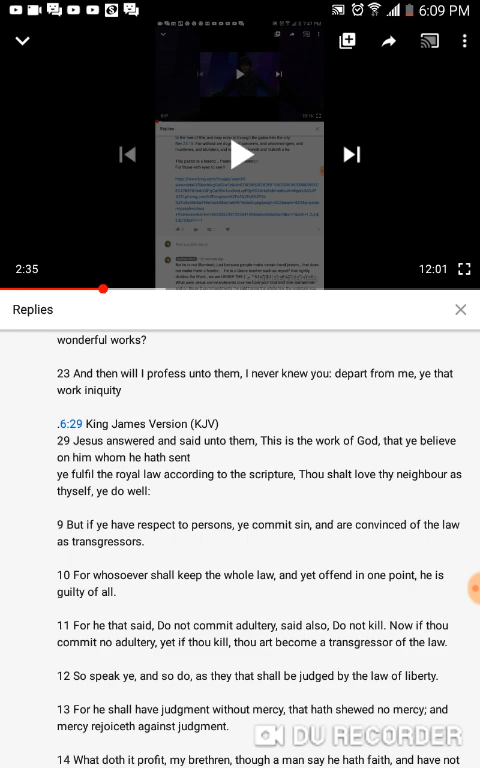 6:09 PM
2:35
12:01
Replies
Replies
wonderful works?
23 And then will I profess unto them, I never knew you: depart from me, ye that
work iniquity
.6:29 King James Version (KJV)
29 Jesus answered and said unto them, This is the work of God, that ye believe
on him whom he hath sent
ye fulfil the royal law according to the scripture, Thou shalt love thy neighbour as
thyself, ye do well:
9 But if ye have respect to persons, ye commit sin, and are convinced of the law
as transgressors.
10 For whosoever shall keep the whole law, and yet offend in one point, he is
guilty of all.
11 For he that said, Do not commit adultery, said also, Do not kill. Now if thou
commit no adultery, yet if thou kill, thou art become a transgressor of the law.
12 So speak ye, and so do, as they that shall be judged by the law of liberty.
13 For he shall have judgment without mercy, that hath shewed no mercy; and
mercy rejoiceth against judgment.
DU RECORDER
14 What doth it profit, my brethren, though a man say he hath faith, and have not